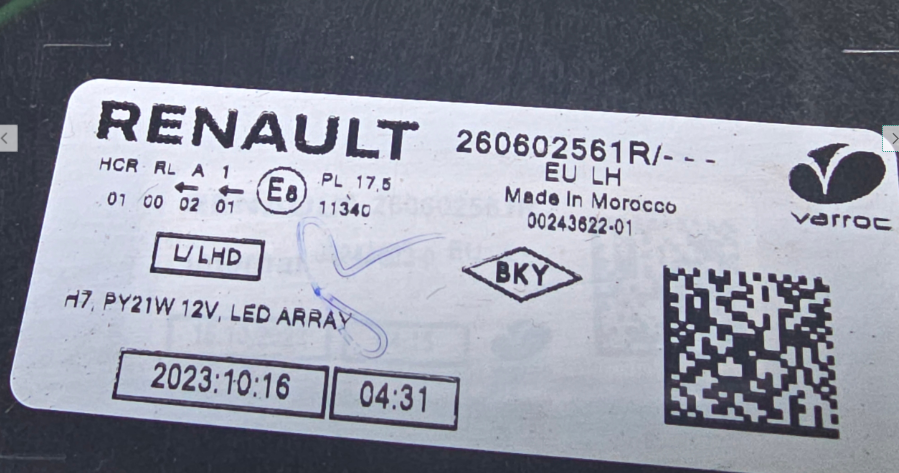 RENAULT
260602561R/---
EU LH
Made In Morocco
00243622-01
varroc
HCR RL A 1
01 00 02 01
E8
PL 17,5
11340
L/LHD
BKY
H7, PY21W 12V, LED ARRAY
2023:10:16
04:31